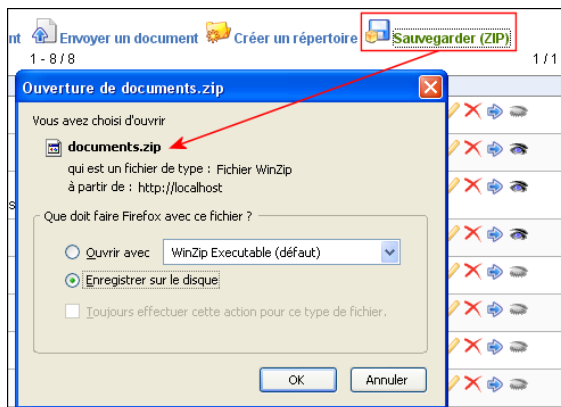 nt Envoyer un document Créer un répertoire Sauvegarder (ZIP)
1 - 8 / 8 1 / 1
Ouverture de documents.zip
Vous avez choisi d'ouvrir
documents.zip
qui est un fichier de type : Fichier WinZip
à partir de : http://localhost
s
Que doit faire Firefox avec ce fichier ?
Ouvrir avec WinZip Executable (défaut)
Enregistrer sur le disque
Toujours effectuer cette action pour ce type de fichier.
OK Annuler